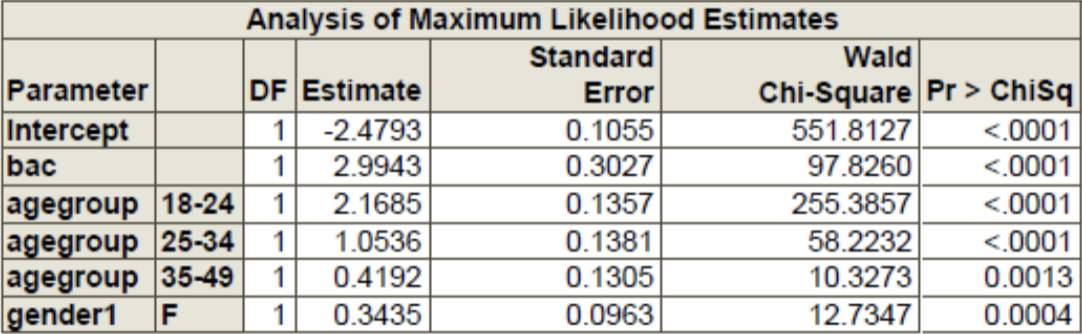 Analysis of Maximum Likelihood Estimates
Parameter DF Estimate Standard Error Wald Chi-Square Pr > ChiSq
Intercept 1 -2.4793 0.1055 551.8127 <.0001
bac 1 2.9943 0.3027 97.8260 <.0001
agegroup 18-24 1 2.1685 0.1357 255.3857 <.0001
agegroup 25-34 1 1.0536 0.1381 58.2232 <.0001
agegroup 35-49 1 0.4192 0.1305 10.3273 0.0013
gender1 F 1 0.3435 0.0963 12.7347 0.0004